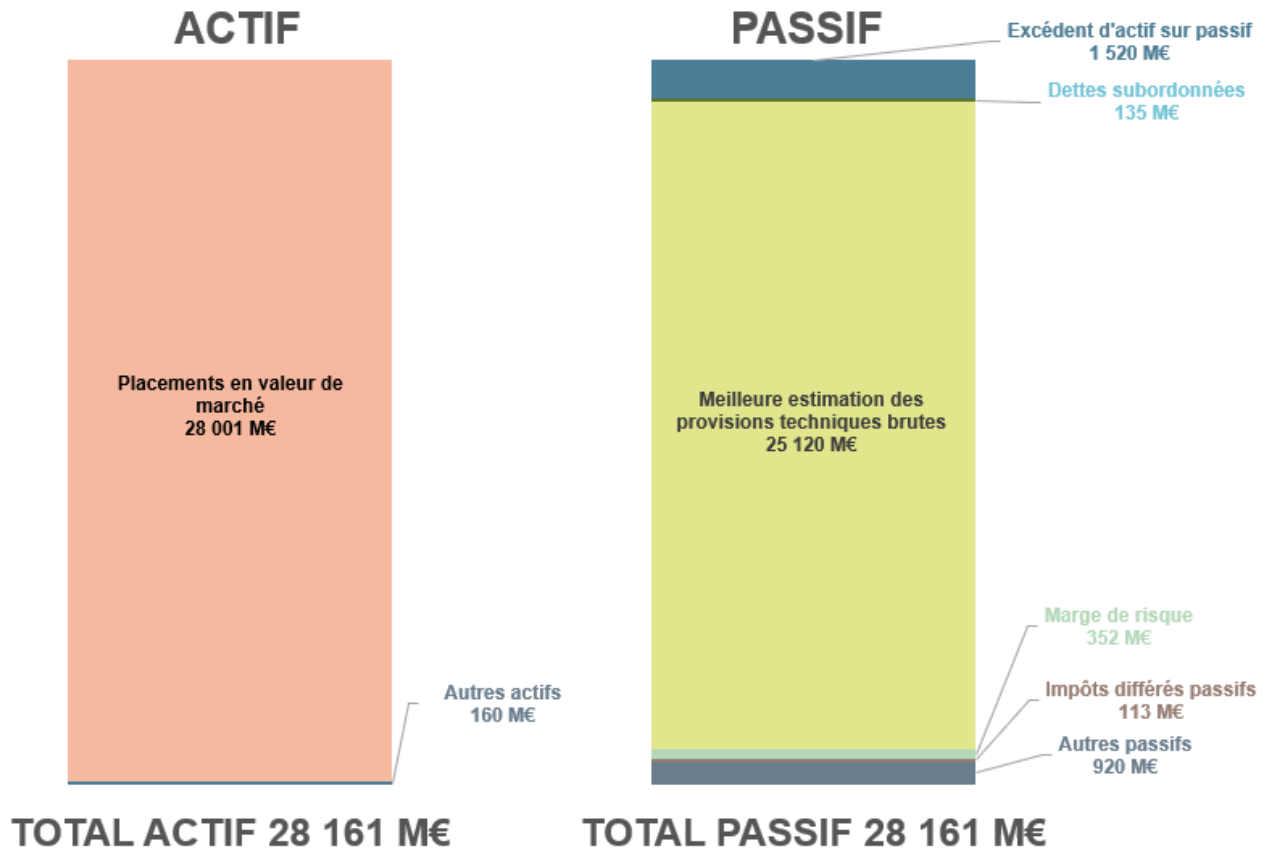 ACTIF
Placements en valeur de
marché
28 001 M€
Autres actifs
160 M€
TOTAL ACTIF 28 161 M€
PASSIF
Excédent d'actif sur passif
1 520 M€
Dettes subordonnées
135 M€
Meilleure estimation des
provisions techniques brutes
25 120 M€
Marge de risque
352 M€
Impôts différés passifs
113 M€
Autres passifs
920 M€
TOTAL PASSIF 28 161 M€